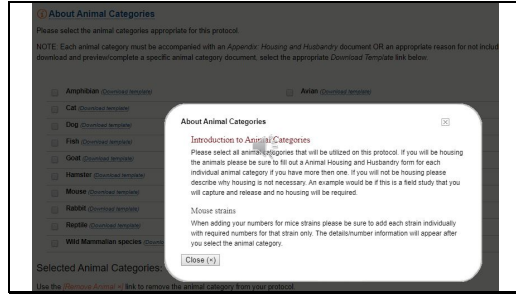 About Animal Categories
Please select the animal categories appropriate for this protocol
NOTE: Each animal category must be accompanied with an Appendix: Housing and Husbandry document OR an appropriate reason for not includ
download and preview/complete a specific animal category document, select the appropriate Download Template link below.
Amphibian (Download template)
Avian (Download template)
Cat (Download template)
Dog (Download template)
Fish (Download template)
Goat (Download template)
Hamster (Download template)
Mouse (Download template)
Rabbit (Download template)
Reptile (Download template)
Wild Mammalian species
About Animal Categories
Introduction to Animal Categories
Please select all animal categories that will be utilized on this protocol. If you will be housing
the animals please be sure to fill out a Animal Housing and Husbandry form for each
individual animal category if you have more then one. If you will not be housing please
describe why housing is not necessary. An example would be if this is a field study that you
will capture and release and no housing will be required.
Mouse strains
When adding your numbers for mice strains please be sure to add each strain individually
with required numbers for that strain only. The details/number information will appear after
you select the animal category.
Close (×)
Selected Animal Categories:
Use the [Remove Animal ×] link to remove the animal category from your protocol